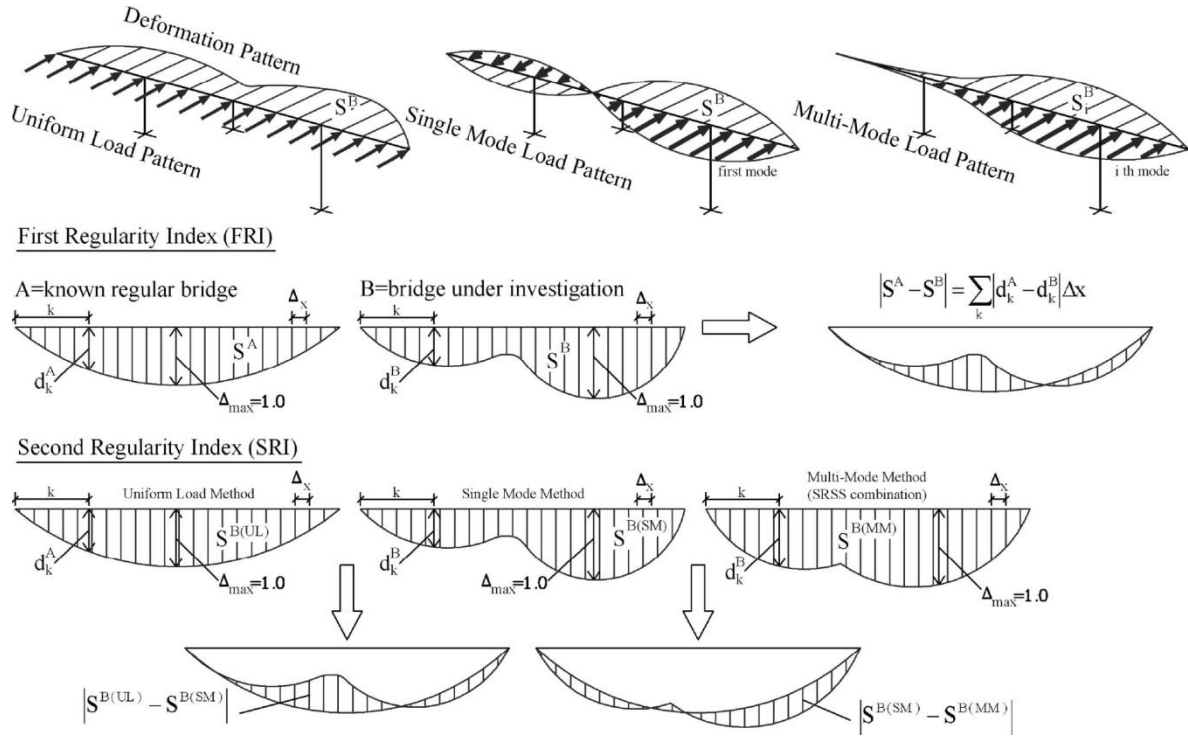 Deformation Pattern
S^B
Uniform Load Pattern
S^B
Single Mode Load Pattern
first mode
S_i^B
Multi-Mode Load Pattern
i th mode
First Regularity Index (FRI)
A=known regular bridge
B=bridge under investigation
k
Δ_x
S^A
d_k^A
Δ_max=1.0
k
Δ_x
S^B
d_k^B
Δ_max=1.0
|S^A − S^B| = ∑_k |d_k^A − d_k^B| Δx
Second Regularity Index (SRI)
k
Uniform Load Method
Δ_x
S^B(UL)
d_k^A
Δ_max=1.0
k
Single Mode Method
Δ_x
S^B(SM)
d_k^B
Δ_max=1.0
k
Multi-Mode Method
(SRSS combination)
Δ_x
S^B(MM)
d_k^B
Δ_max=1.0
|S^B(UL) − S^B(SM)|
|S^B(SM) − S^B(MM)|